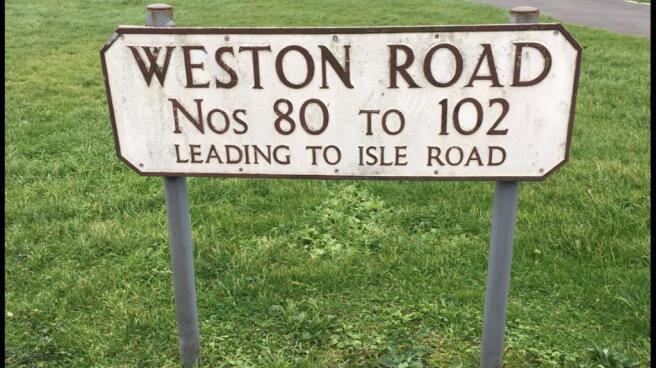 WESTON ROAD
Nos 80 TO 102
LEADING TO ISLE ROAD